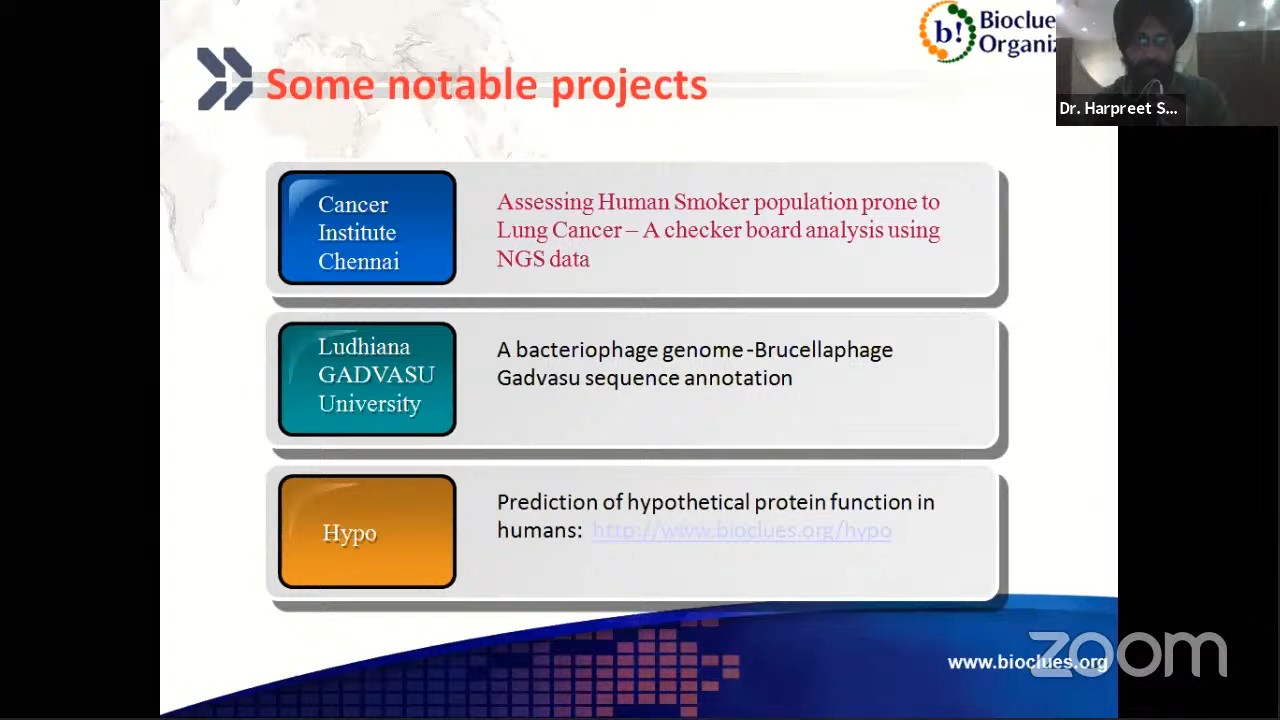 b! Bioclues
Organiz
Some notable projects
Dr. Harpreet S...
Cancer
Institute
Chennai
Assessing Human Smoker population prone to
Lung Cancer – A checker board analysis using
NGS data
Ludhiana
GADVASU
University
A bacteriophage genome -Brucellaphage
Gadvasu sequence annotation
Hypo
Prediction of hypothetical protein function in
humans: http://www.bioclues.org/hypo
www.bioclues.org
zoom